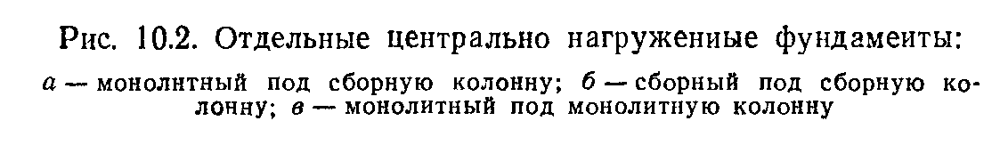 Рис. 10.2. Отдельные центрально нагруженные фундаменты:
а — монолнтный под сборную колонну; б — сборный под сборную ко-
лонну; в — монолитный под монолитную колонну